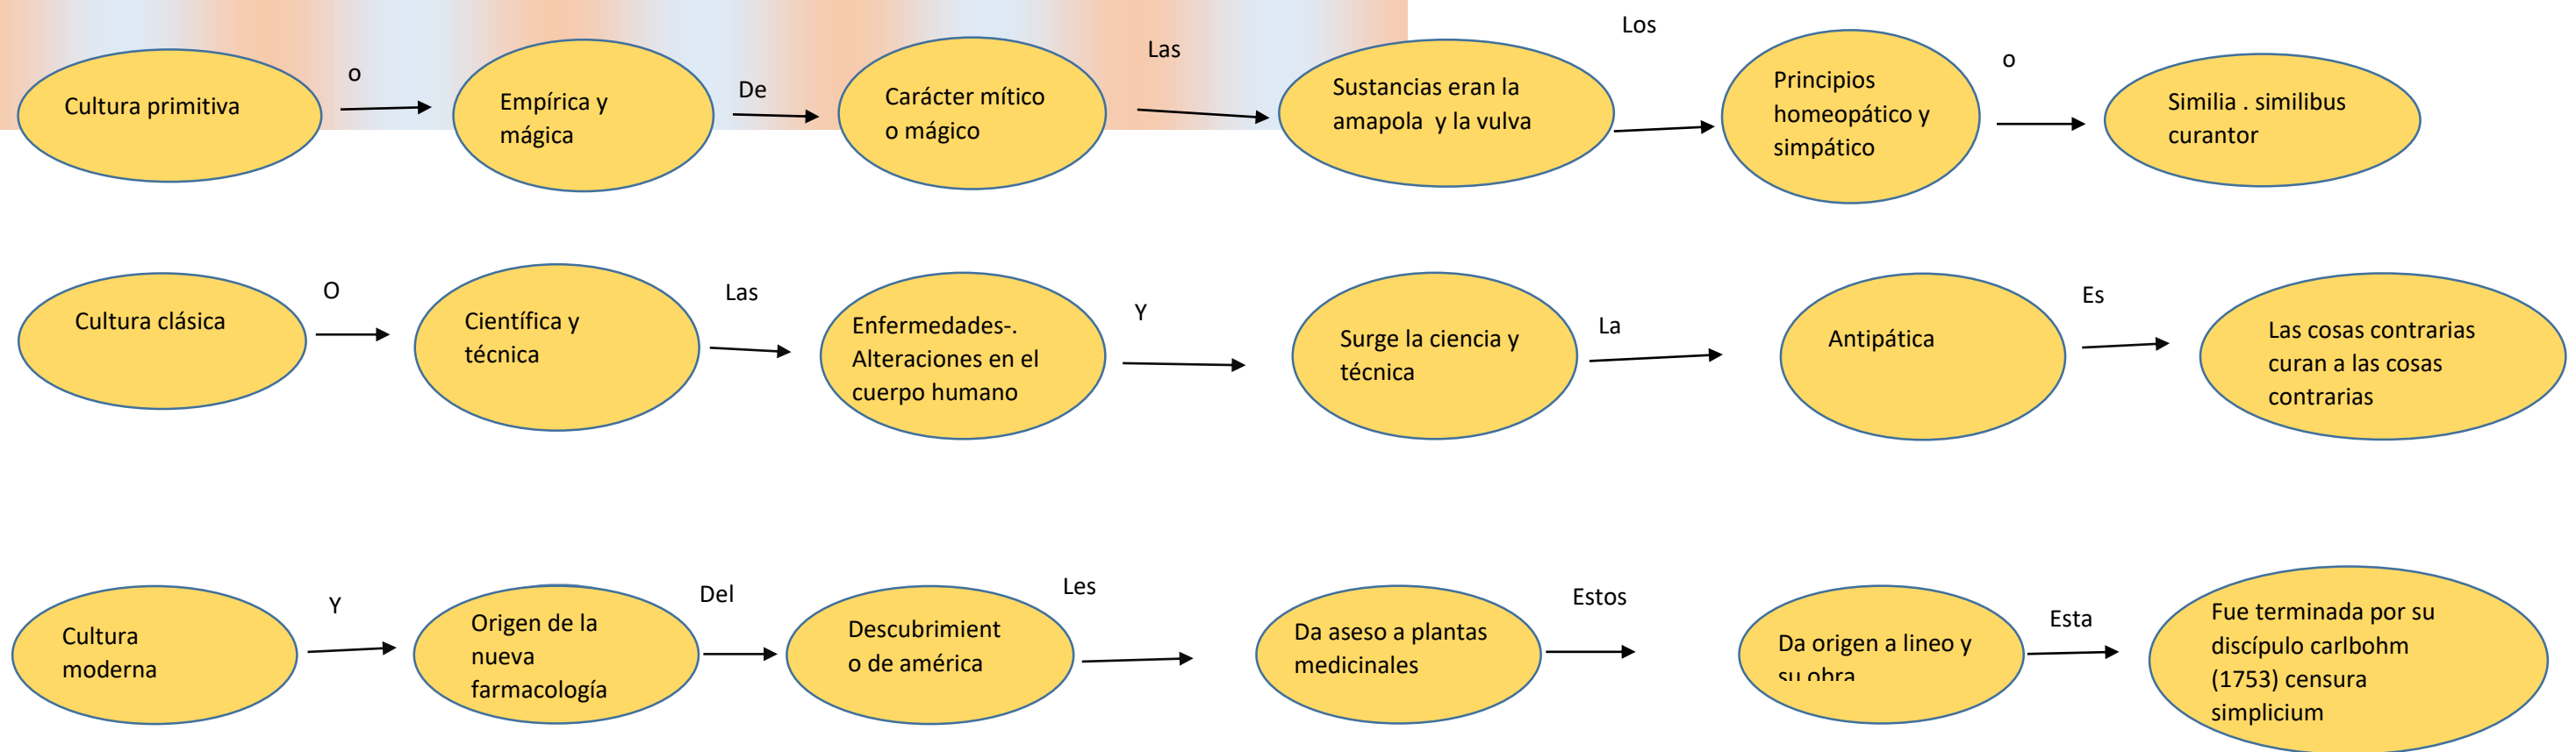 Cultura primitiva
o
Empírica y
mágica
De
Carácter mítico
o mágico
Las
Sustancias eran la
amapola  y la vulva
Los
Principios
homeopático y
simpático
o
Similia . similibus
curantor
Cultura clásica
O
Científica y
técnica
Las
Enfermedades-.
Alteraciones en el
cuerpo humano
Y
Surge la ciencia y
técnica
La
Antipática
Es
Las cosas contrarias
curan a las cosas
contrarias
Cultura
moderna
Y
Origen de la
nueva
farmacología
Del
Descubrimient
o de américa
Les
Da aseso a plantas
medicinales
Estos
Da origen a lineo y
su obra
Esta
Fue terminada por su
discípulo carlbohm
(1753) censura
simplicium